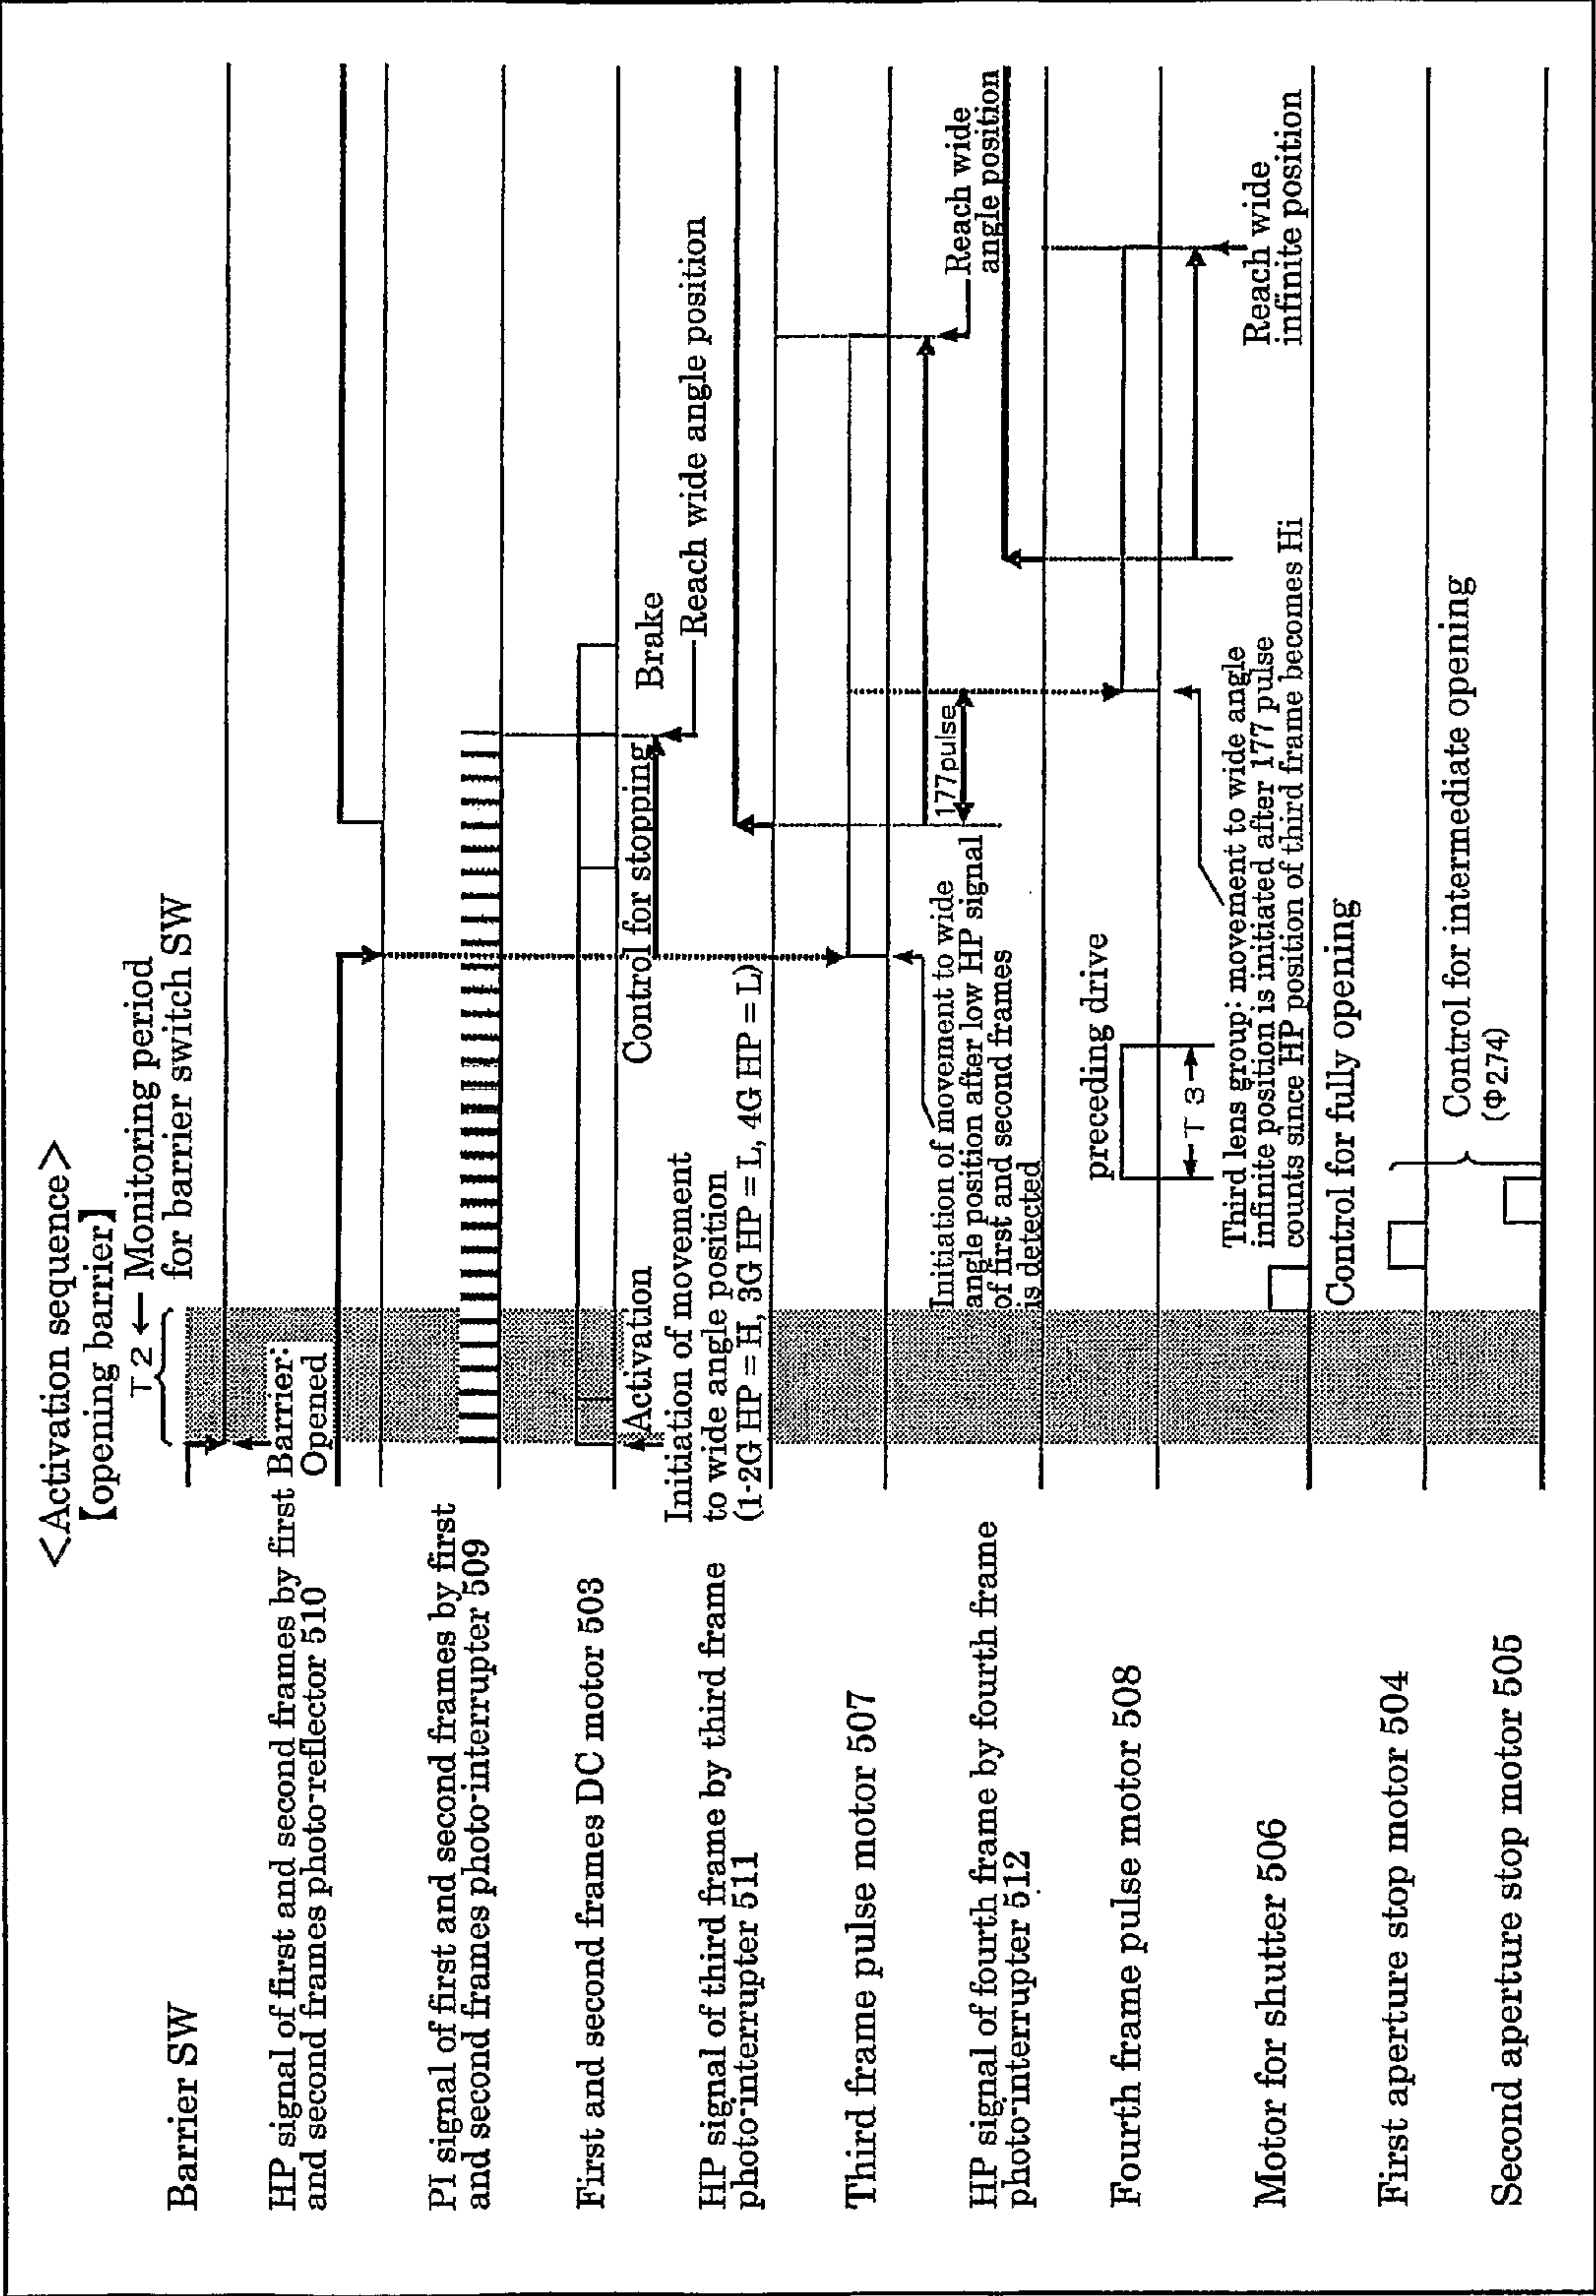 <Activation sequence>
【opening barrier】
T2 ← Monitoring period
for barrier switch SW
Barrier SW
Barrier:
Opened
HP signal of first and second frames by first
and second frames photo-reflector 510
PI signal of first and second frames by first
and second frames photo-interrupter 509
First and second frames DC motor 503
Activation
Control for stopping
Brake
Reach wide angle position
Initiation of movement
to wide angle position
(1-2G HP = H, 3G HP = L, 4G HP = L)
HP signal of third frame by third frame
photo-interrupter 511
Third frame pulse motor 507
177pulse
Reach wide
angle position
Initiation of movement to wide
angle position after low HP signal
of first and second frames
is detected
HP signal of fourth frame by fourth frame
photo-interrupter 512
Fourth frame pulse motor 508
preceding drive
T3
Reach wide
infinite position
Third lens group: movement to wide angle
infinite position is initiated after 177 pulse
counts since HP position of third frame becomes Hi
Motor for shutter 506
Control for fully opening
First aperture stop motor 504
Control for intermediate opening
(Φ2.74)
Second aperture stop motor 505